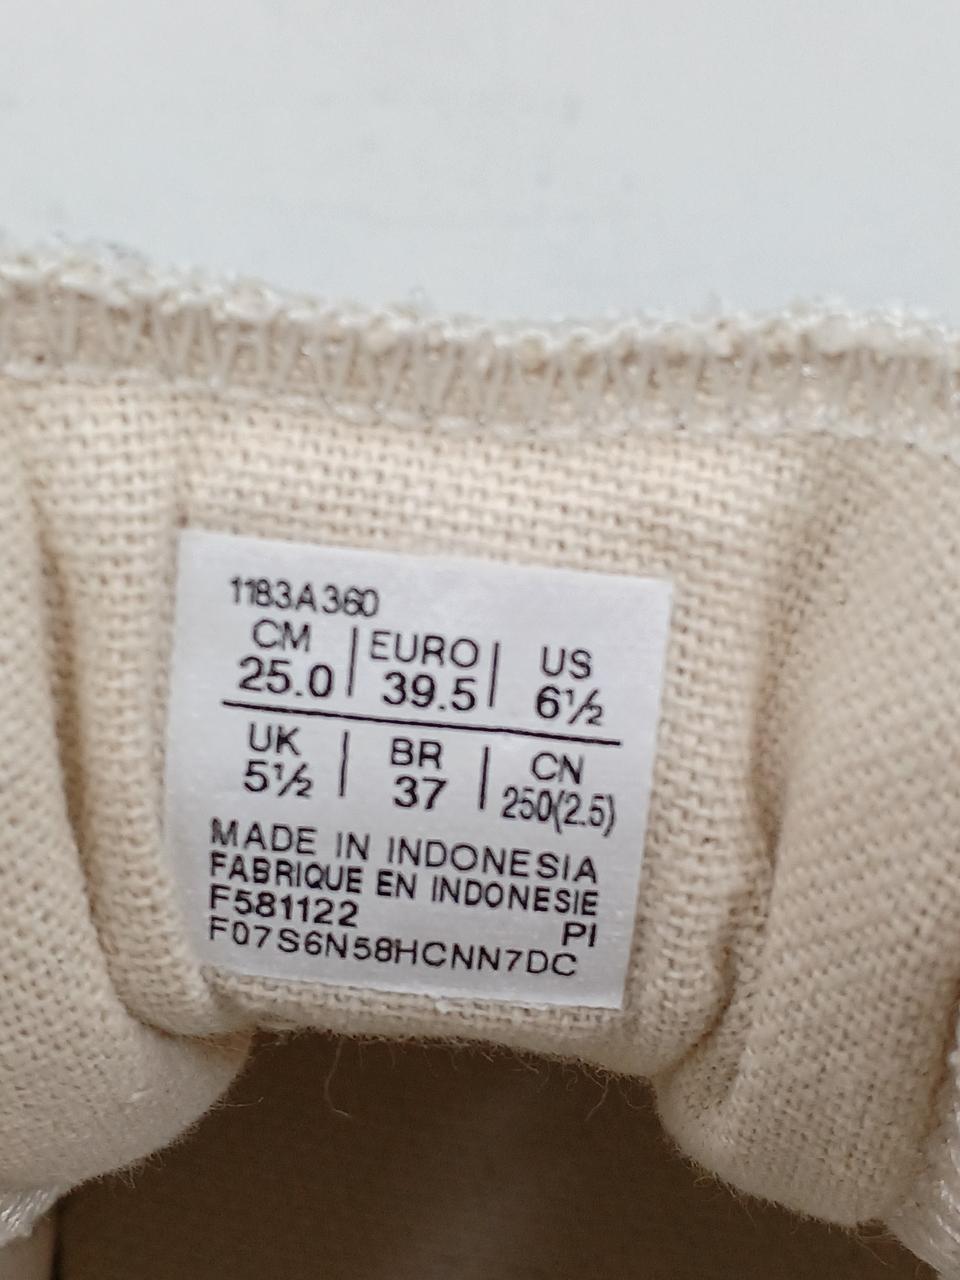 1183A360
CM | EURO | US
25.0 | 39.5 | 6½
UK | BR | CN
5½ | 37 | 250(2.5)
MADE IN INDONESIA
FABRIQUE EN INDONESIE
F581122 PI
F07S6N58HCNN7DC